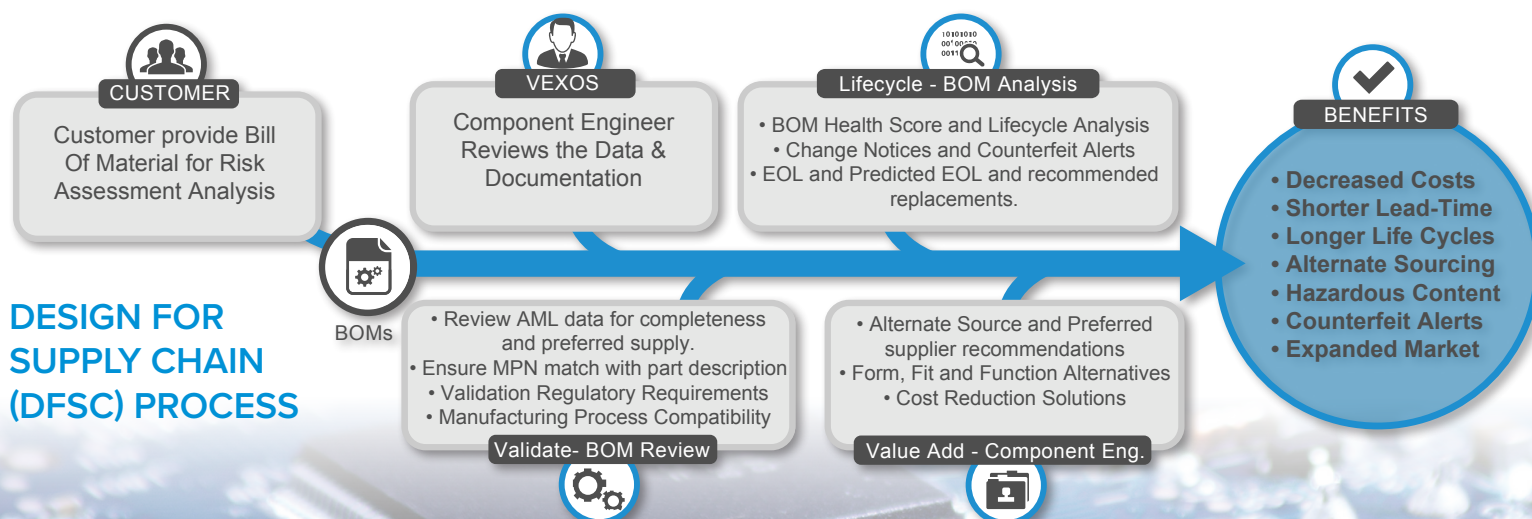 CUSTOMER
Customer provide Bill
Of Material for Risk
Assessment Analysis
VEXOS
Component Engineer
Reviews the Data &
Documentation
10101010
Lifecycle - BOM Analysis
• BOM Health Score and Lifecycle Analysis
• Change Notices and Counterfeit Alerts
• EOL and Predicted EOL and recommended
replacements.
BENEFITS
• Decreased Costs
• Shorter Lead-Time
• Longer Life Cycles
• Alternate Sourcing
• Hazardous Content
• Counterfeit Alerts
• Expanded Market
BOMs
DESIGN FOR
SUPPLY CHAIN
(DFSC) PROCESS
• Review AML data for completeness
and preferred supply.
• Ensure MPN match with part description
• Validation Regulatory Requirements
• Manufacturing Process Compatibility
Validate- BOM Review
• Alternate Source and Preferred
supplier recommendations
• Form, Fit and Function Alternatives
• Cost Reduction Solutions
Value Add - Component Eng.